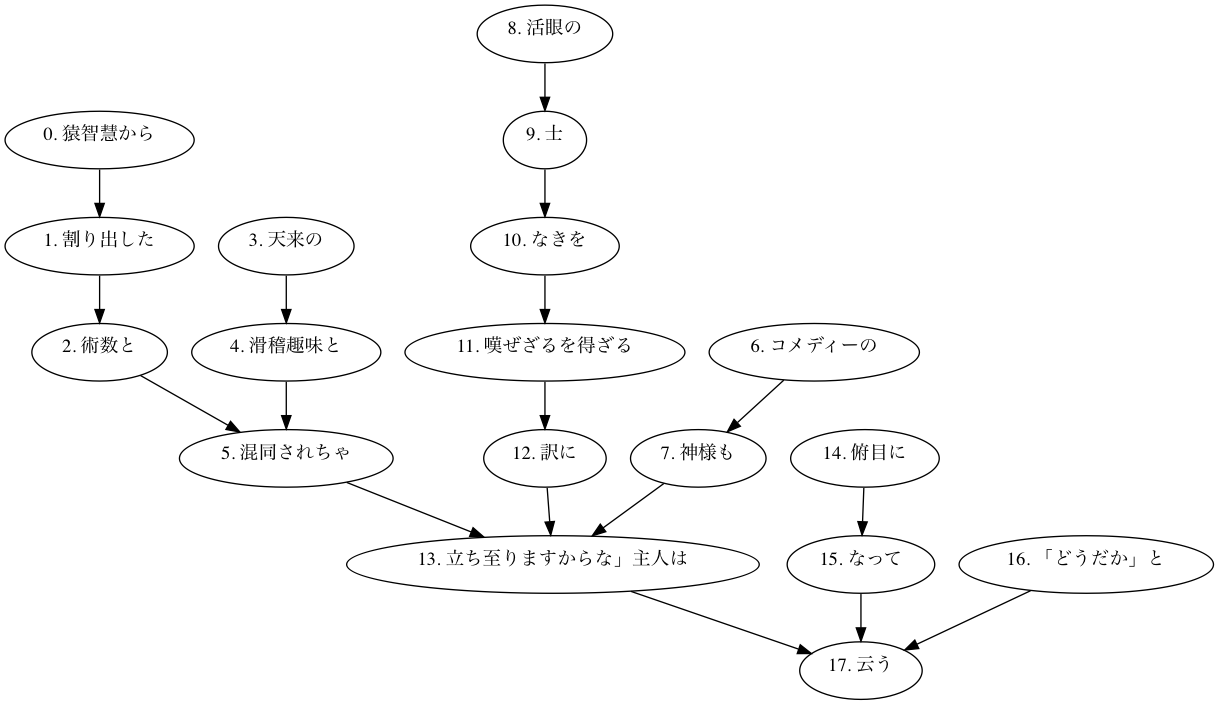 8. 活眼の
0. 猿智慧から
9. 士
1. 割り出した
3. 天来の
10. なきを
2. 術数と
4. 滑稽趣味と
11. 嘆ぜざるを得ざる
6. コメディーの
5. 混同されちゃ
12. 訳に
7. 神様も
14. 俯目に
13. 立ち至りますからな」主人は
15. なって
16. 「どうだか」と
17. 云う